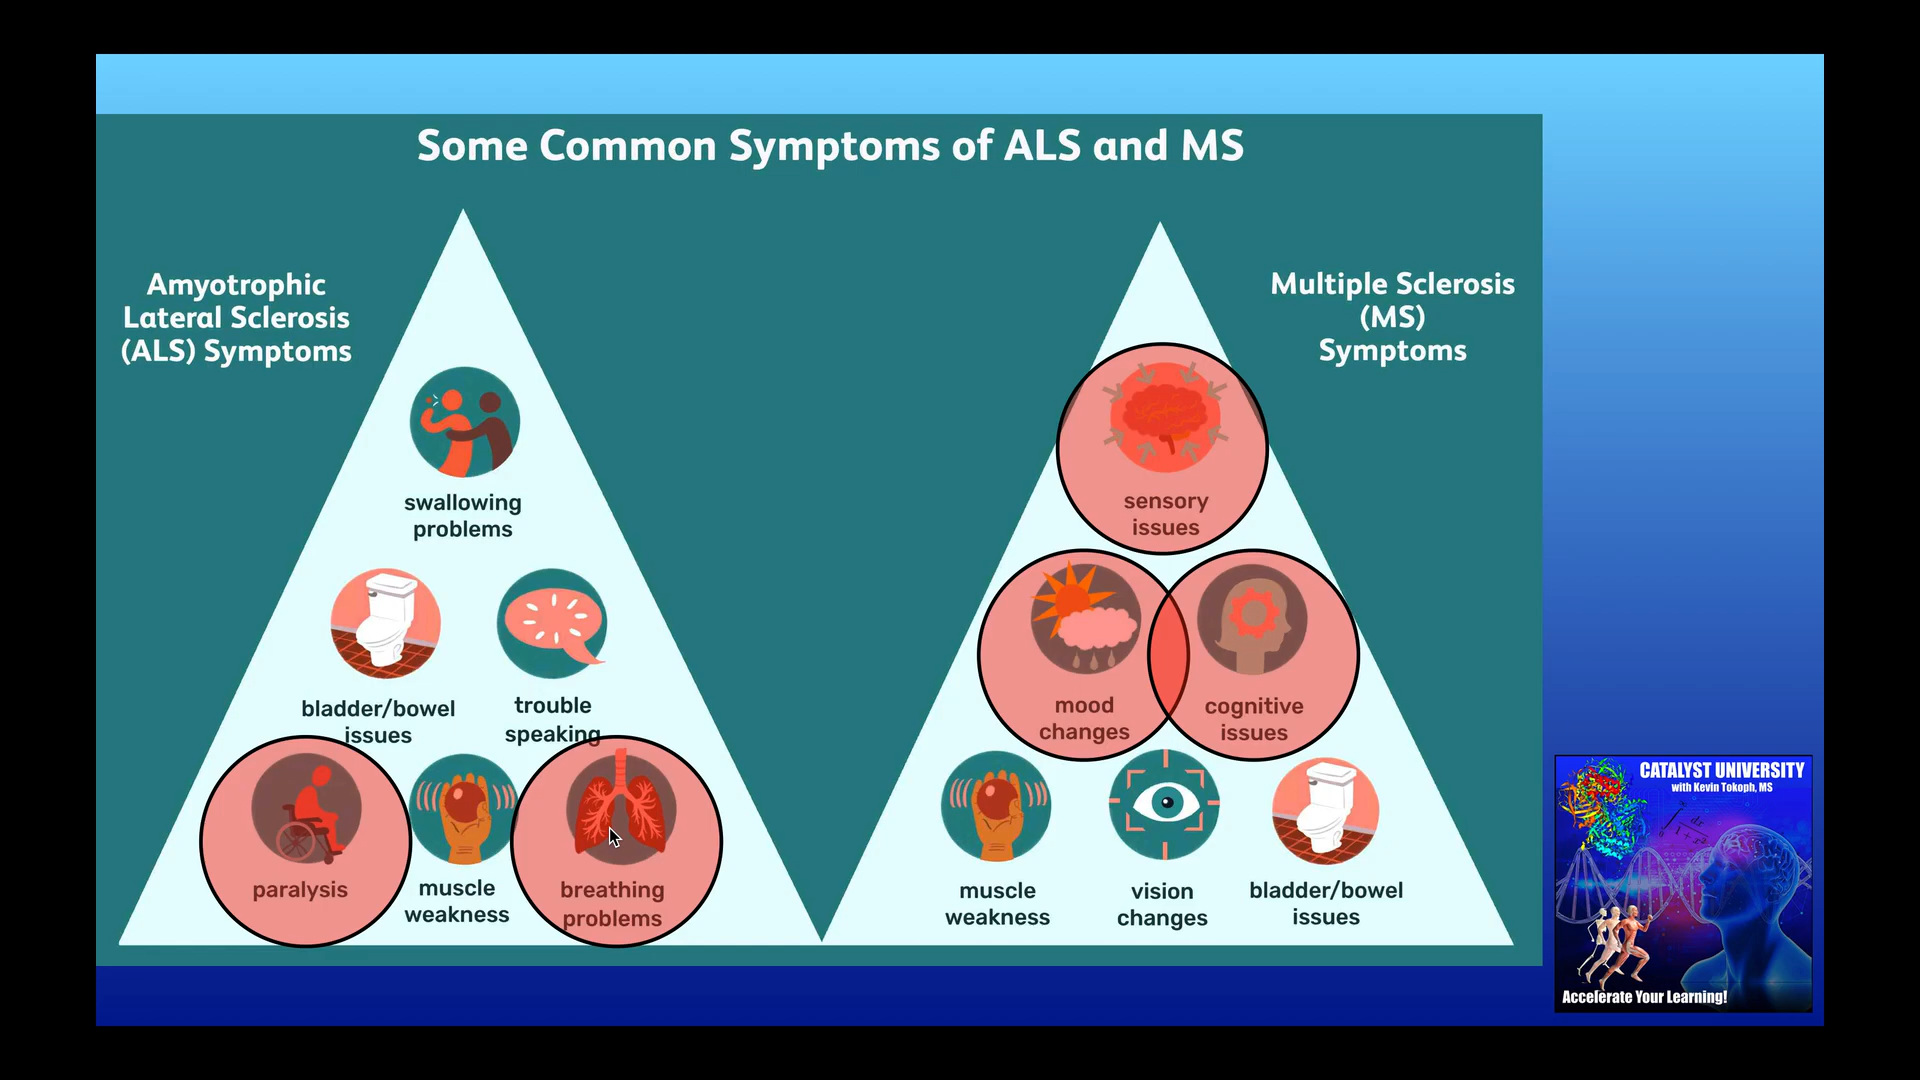 Some Common Symptoms of ALS and MS
Amyotrophic
Lateral Sclerosis
(ALS) Symptoms
swallowing
problems
bladder/bowel
issues
trouble
speaking
paralysis
muscle
weakness
breathing
problems
Multiple Sclerosis
(MS)
Symptoms
sensory
issues
mood
changes
cognitive
issues
muscle
weakness
vision
changes
bladder/bowel
issues
CATALYST UNIVERSITY
with Kevin Tokoph, MS
Accelerate Your Learning!